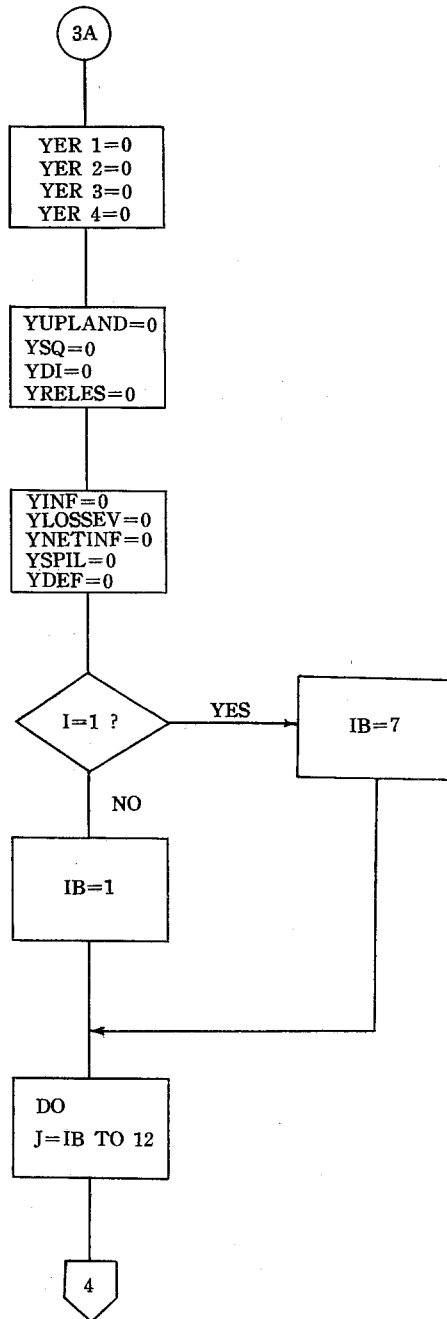 3A
YER 1=0
YER 2=0
YER 3=0
YER 4=0
YUPLAND=0
YSQ=0
YDI=0
YRELES=0
YINF=0
YLOSSEV=0
YNETINF=0
YSPIL=0
YDEF=0
I=1 ?
YES
IB=7
NO
IB=1
DO
J=IB TO 12
4